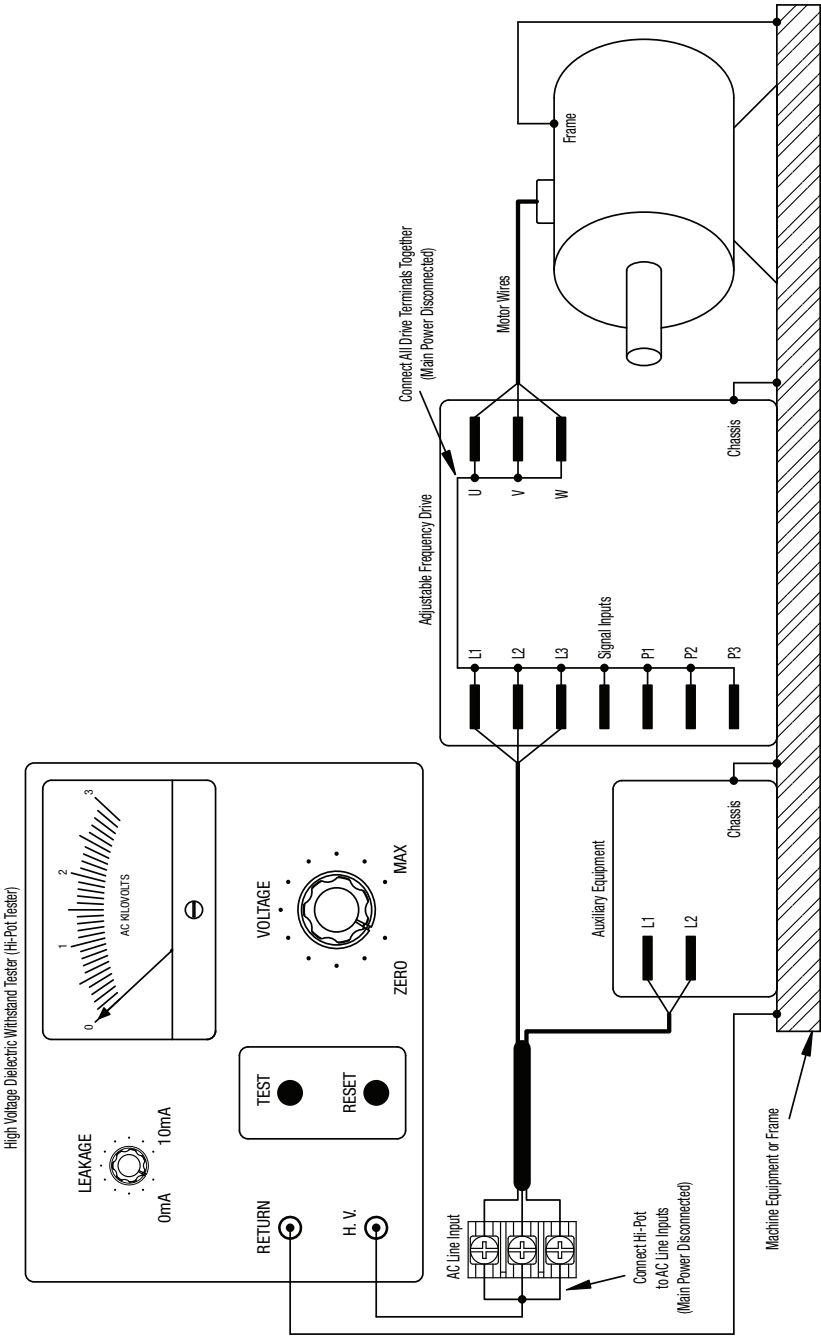 High Voltage Dielectric Withstand Tester (Hi-Pot Tester)
LEAKAGE
0mA
10mA
0
1
2
3
AC KILOVOLTS
RETURN
H. V.
TEST
RESET
VOLTAGE
ZERO
MAX
AC Line Input
Connect Hi-Pot
to AC Line Inputs
(Main Power Disconnected)
Auxiliary Equipment
L1
L2
Chassis
Adjustable Frequency Drive
L1
L2
L3
Signal Inputs
P1
P2
P3
U
V
W
Chassis
Connect All Drive Terminals Together
(Main Power Disconnected)
Motor Wires
Frame
Machine Equipment or Frame